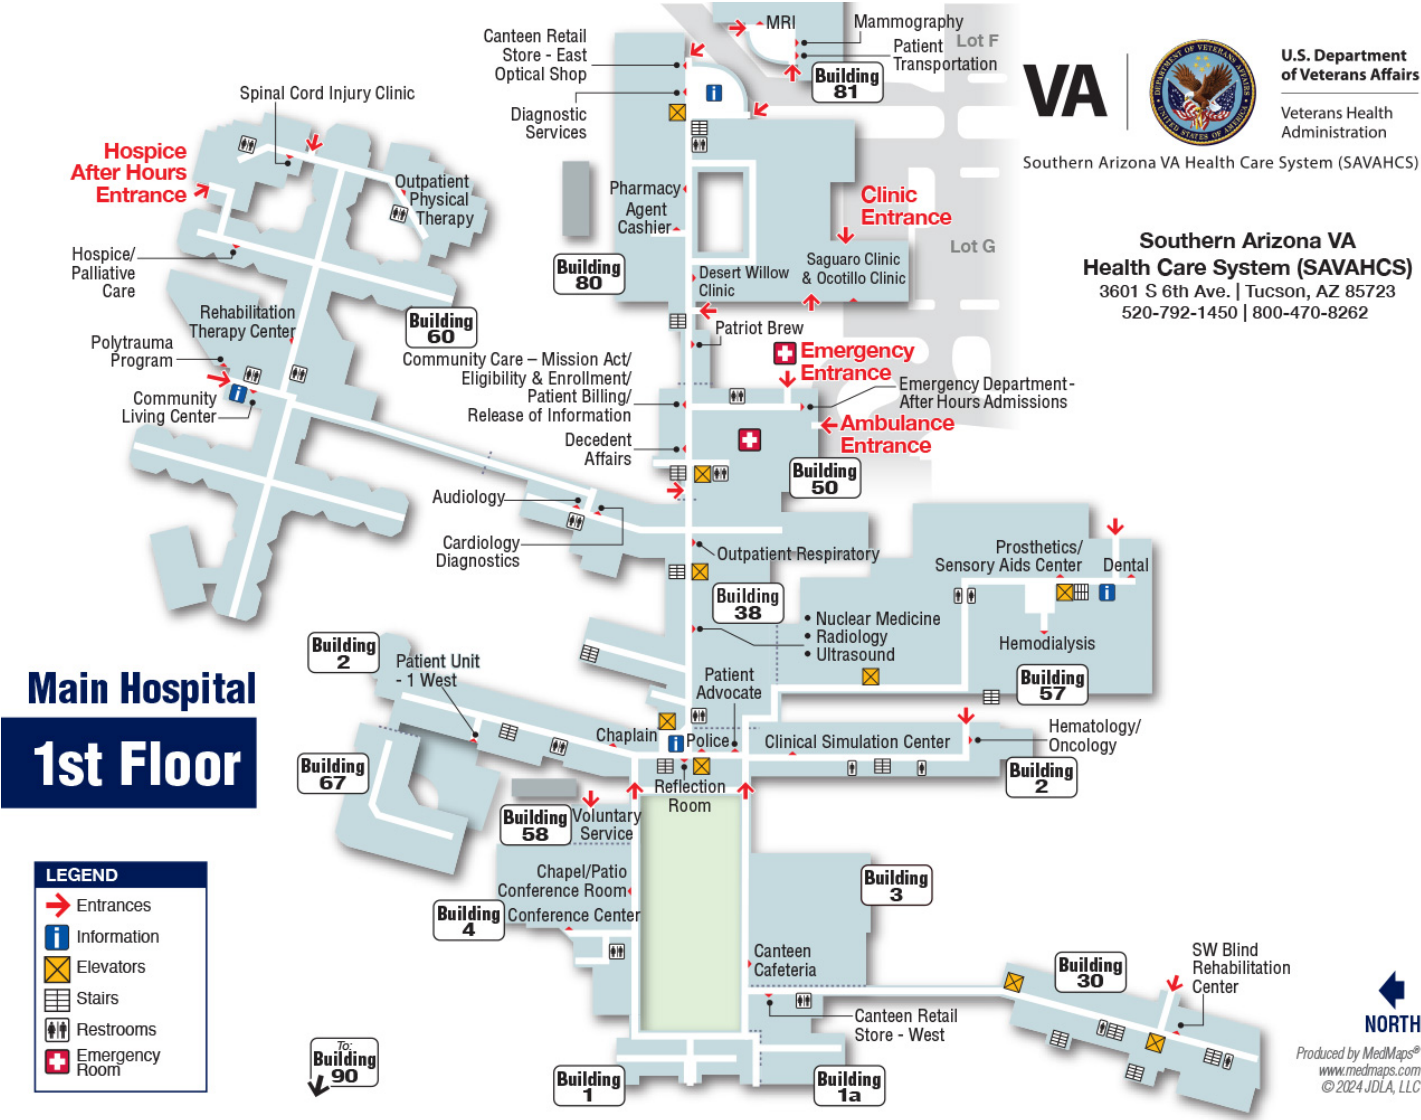 Canteen Retail
Store - East
Optical Shop
Diagnostic
Services
MRI
Mammography
Patient
Transportation
Lot F
Building
81
VA
DEPARTMENT OF VETERANS AFFAIRS
UNITED STATES OF AMERICA
U.S. Department
of Veterans Affairs
Veterans Health
Administration
Southern Arizona VA Health Care System (SAVAHCS)
Southern Arizona VA
Health Care System (SAVAHCS)
3601 S 6th Ave. | Tucson, AZ 85723
520-792-1450 | 800-470-8262
Spinal Cord Injury Clinic
Hospice
After Hours
Entrance
Outpatient
Physical
Therapy
Hospice/
Palliative
Care
Rehabilitation
Therapy Center
Polytrauma
Program
Community
Living Center
Building
60
Pharmacy
Agent
Cashier
Building
80
Clinic
Entrance
Lot G
Desert Willow
Clinic
Saguaro Clinic
& Ocotillo Clinic
Patriot Brew
Community Care – Mission Act/
Eligibility & Enrollment/
Patient Billing/
Release of Information
Emergency
Entrance
Emergency Department-
After Hours Admissions
Ambulance
Entrance
Decedent
Affairs
Building
50
Audiology
Cardiology
Diagnostics
Outpatient Respiratory
Building
38
• Nuclear Medicine
• Radiology
• Ultrasound
Prosthetics/
Sensory Aids Center
Dental
Hemodialysis
Building
57
Building
2
Patient Unit
- 1 West
Patient
Advocate
Chaplain
Police
Clinical Simulation Center
Hematology/
Oncology
Building
2
Reflection
Room
Main Hospital
1st Floor
Building
67
Building
58
Voluntary
Service
Chapel/Patio
Conference Room
Building
4
Conference Center
Building
3
Canteen
Cafeteria
Canteen Retail
Store - West
Building
30
SW Blind
Rehabilitation
Center
LEGEND
Entrances
Information
Elevators
Stairs
Restrooms
Emergency
Room
To:
Building
90
Building
1
Building
1a
NORTH
Produced by MedMaps®
www.medmaps.com
© 2024 JDLA, LLC